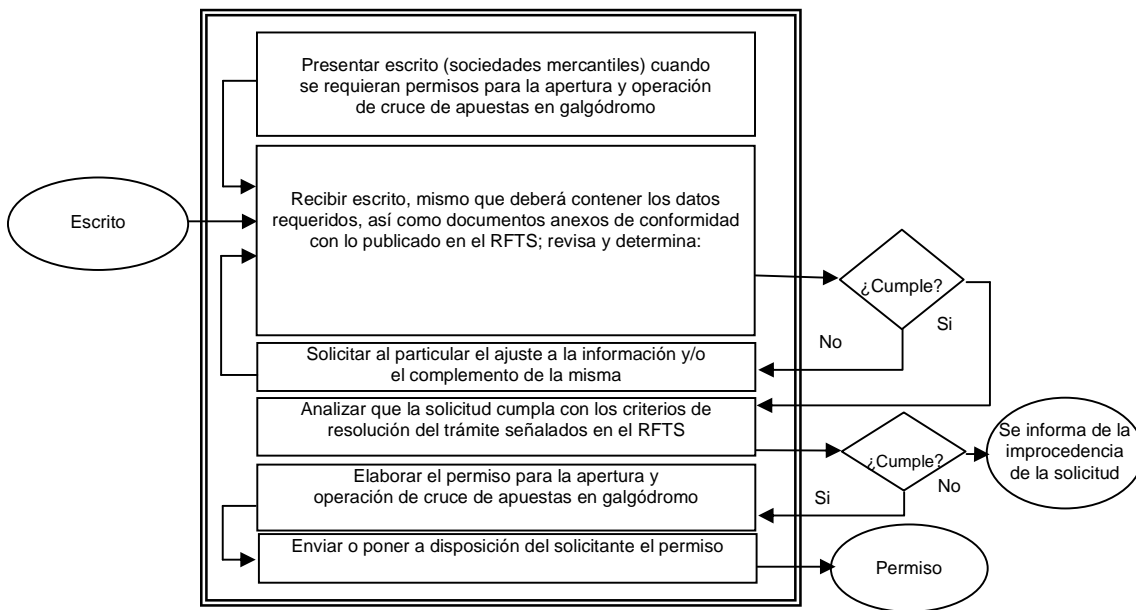 Presentar escrito (sociedades mercantiles) cuando
se requieran permisos para la apertura y operación
de cruce de apuestas en galgódromo
Escrito
Recibir escrito, mismo que deberá contener los datos
requeridos, así como documentos anexos de conformidad
con lo publicado en el RFTS; revisa y determina:
¿Cumple?
Si
No
Solicitar al particular el ajuste a la información y/o
el complemento de la misma
Analizar que la solicitud cumpla con los criterios de
resolución del trámite señalados en el RFTS
¿Cumple?
Se informa de la
improcedencia
de la solicitud
No
Si
Elaborar el permiso para la apertura y
operación de cruce de apuestas en galgódromo
Enviar o poner a disposición del solicitante el permiso
Permiso